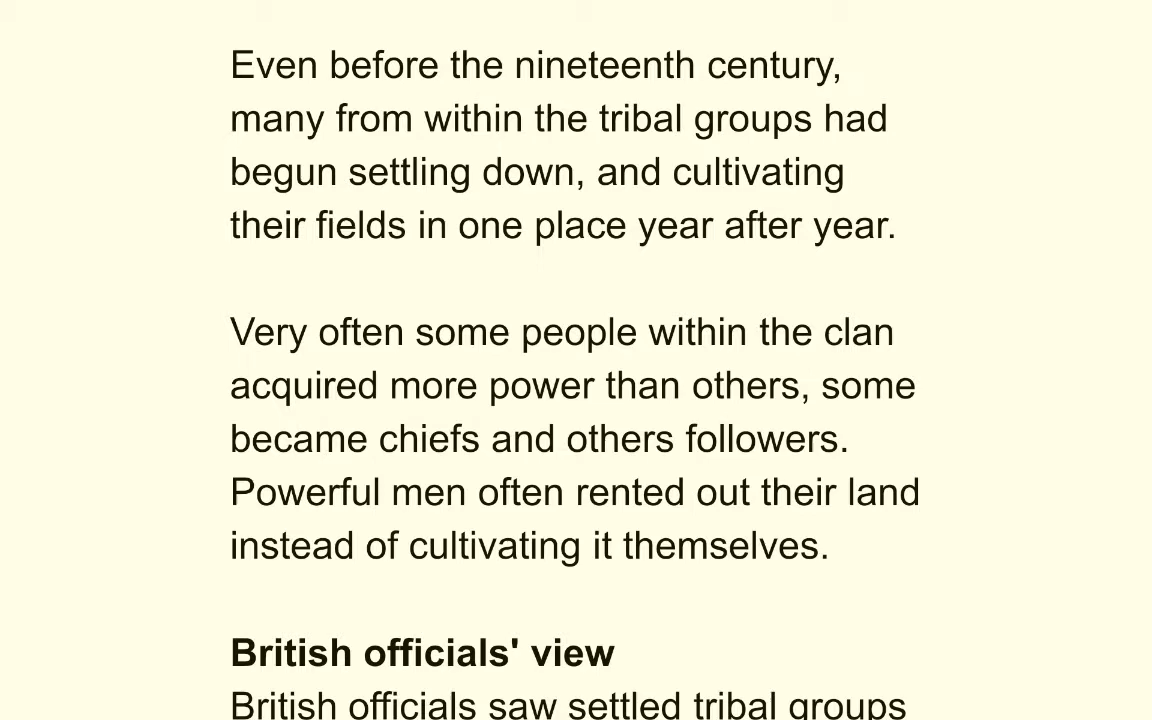 Even before the nineteenth century,
many from within the tribal groups had
begun settling down, and cultivating
their fields in one place year after year.
Very often some people within the clan
acquired more power than others, some
became chiefs and others followers.
Powerful men often rented out their land
instead of cultivating it themselves.
British officials' view
British officials saw settled tribal groups